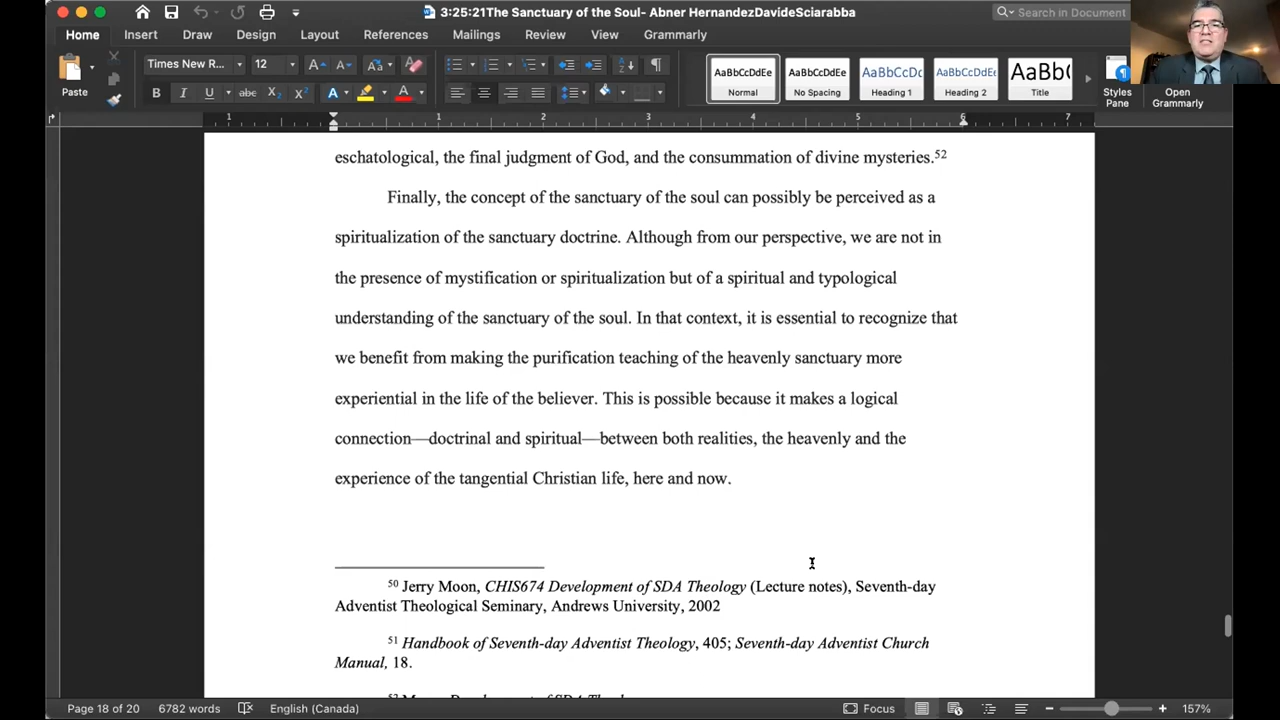 3:25:21The Sanctuary of the Soul- Abner HernandezDavideSciarabba
Search in Document
Home Insert Draw Design Layout References Mailings Review View Grammarly
Paste
Times New R... 12
AaBbCcDdEe AaBbCcDdEe AaBbCcDc AaBbCcDdEe AaBbC
Normal No Spacing Heading 1 Heading 2 Title
Styles Pane
Open Grammarly
1 1 2 3 4 5 6 7
eschatological, the final judgment of God, and the consummation of divine mysteries.52
Finally, the concept of the sanctuary of the soul can possibly be perceived as a
spiritualization of the sanctuary doctrine. Although from our perspective, we are not in
the presence of mystification or spiritualization but of a spiritual and typological
understanding of the sanctuary of the soul. In that context, it is essential to recognize that
we benefit from making the purification teaching of the heavenly sanctuary more
experiential in the life of the believer. This is possible because it makes a logical
connection—doctrinal and spiritual—between both realities, the heavenly and the
experience of the tangential Christian life, here and now.
50 Jerry Moon, CHIS674 Development of SDA Theology (Lecture notes), Seventh-day
Adventist Theological Seminary, Andrews University, 2002
51 Handbook of Seventh-day Adventist Theology, 405; Seventh-day Adventist Church
Manual, 18.
Page 18 of 20 6782 words English (Canada) Focus 157%